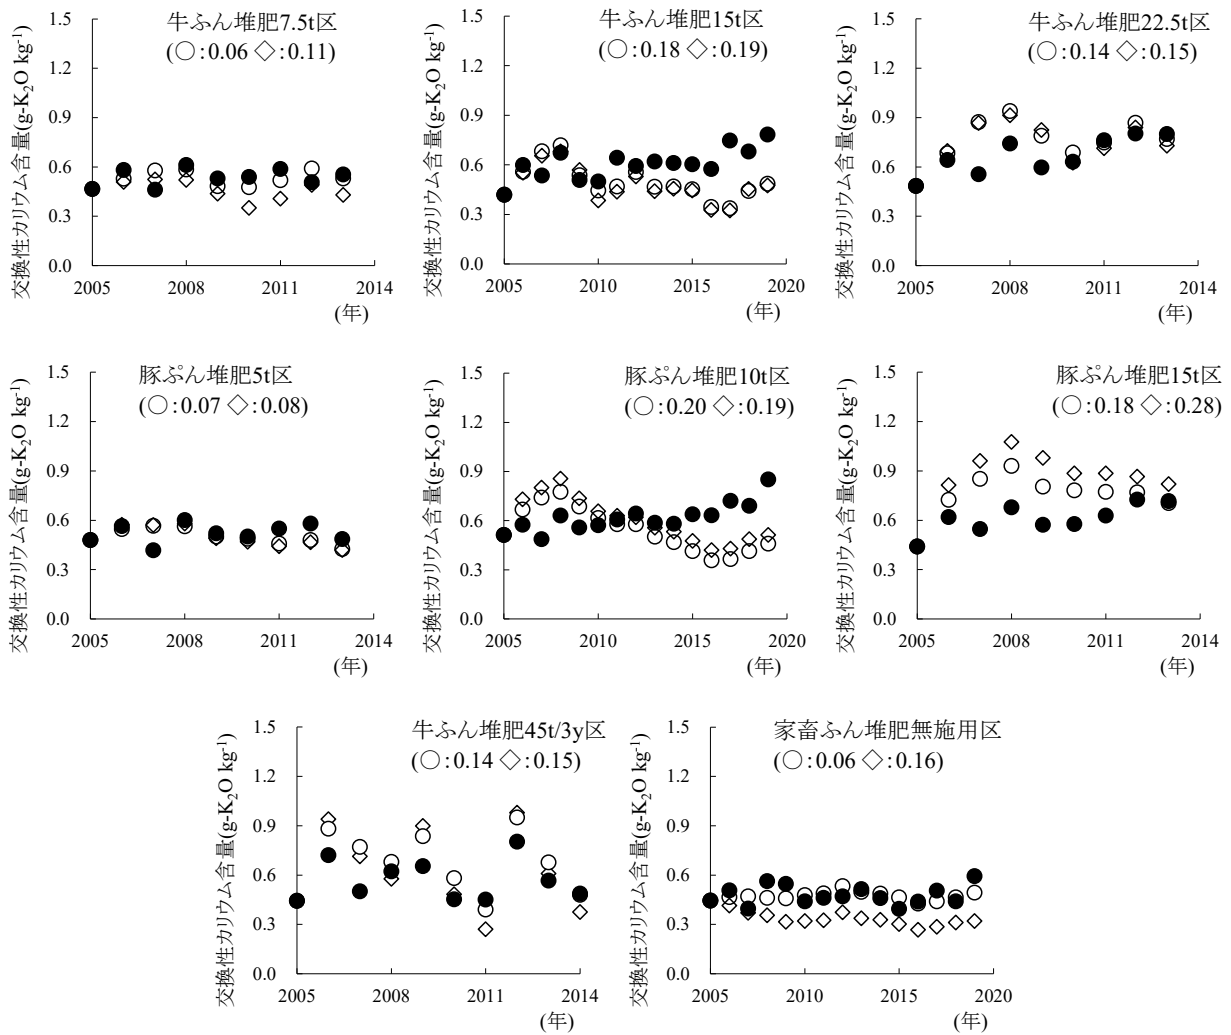 牛ふん堆肥7.5t区
(○:0.06 ◇:0.11)
交換性カリウム含量(g-K₂O kg⁻¹)
1.5
1.2
0.9
0.6
0.3
0.0
2005 2008 2011 2014
(年)
牛ふん堆肥15t区
(○:0.18 ◇:0.19)
交換性カリウム含量(g-K₂O kg⁻¹)
1.5
1.2
0.9
0.6
0.3
0.0
2005 2010 2015 2020
(年)
牛ふん堆肥22.5t区
(○:0.14 ◇:0.15)
交換性カリウム含量(g-K₂O kg⁻¹)
1.5
1.2
0.9
0.6
0.3
0.0
2005 2008 2011 2014
(年)
豚ぷん堆肥5t区
(○:0.07 ◇:0.08)
交換性カリウム含量(g-K₂O kg⁻¹)
1.5
1.2
0.9
0.6
0.3
0.0
2005 2008 2011 2014
(年)
豚ぷん堆肥10t区
(○:0.20 ◇:0.19)
交換性カリウム含量(g-K₂O kg⁻¹)
1.5
1.2
0.9
0.6
0.3
0.0
2005 2010 2015 2020
(年)
豚ぷん堆肥15t区
(○:0.18 ◇:0.28)
交換性カリウム含量(g-K₂O kg⁻¹)
1.5
1.2
0.9
0.6
0.3
0.0
2005 2008 2011 2014
(年)
牛ふん堆肥45t/3y区
(○:0.14 ◇:0.15)
交換性カリウム含量(g-K₂O kg⁻¹)
1.5
1.2
0.9
0.6
0.3
0.0
2005 2008 2011 2014
(年)
家畜ふん堆肥無施用区
(○:0.06 ◇:0.16)
交換性カリウム含量(g-K₂O kg⁻¹)
1.5
1.2
0.9
0.6
0.3
0.0
2005 2010 2015 2020
(年)